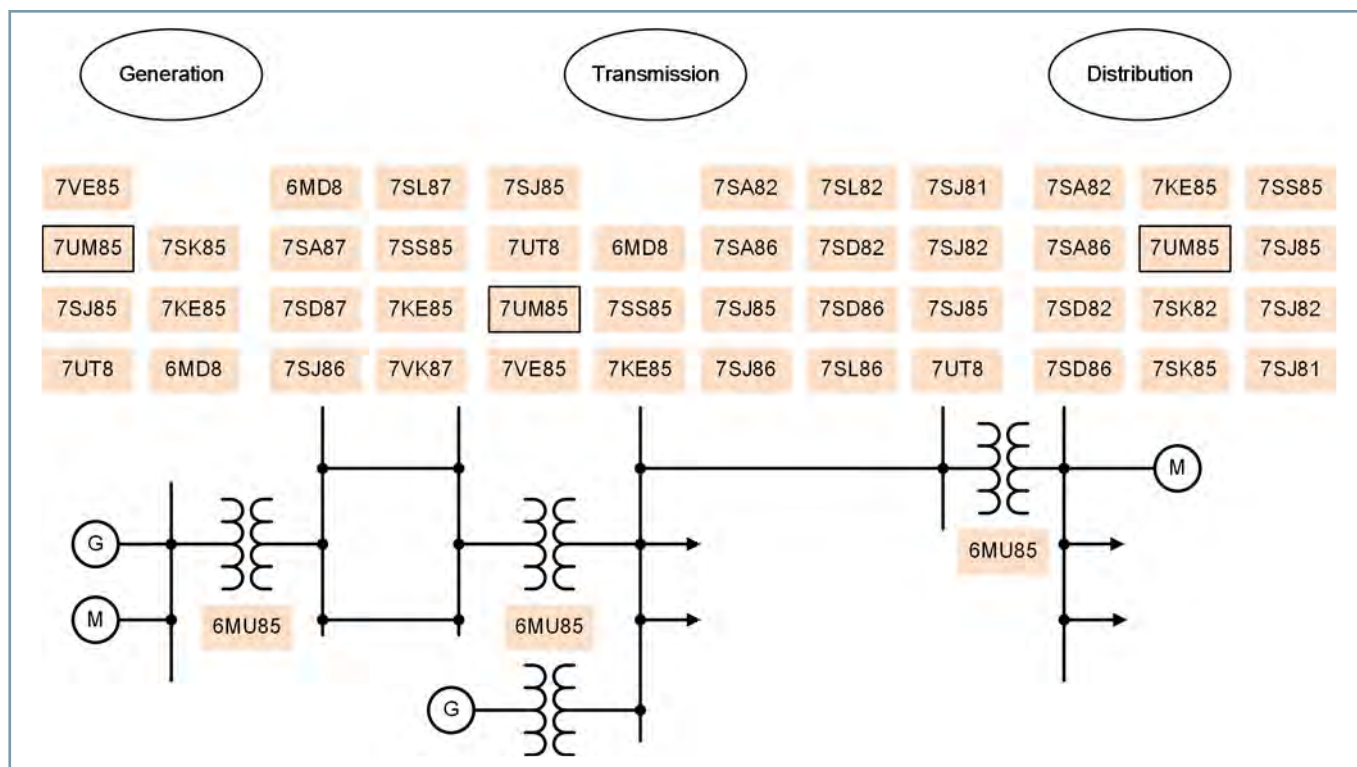 Generation Transmission Distribution
7VE85 6MD8 7SL87 7SJ85 7SA82 7SL82 7SJ81 7SA82 7KE85 7SS85
7UM85 7SK85 7SA87 7SS85 7UT8 6MD8 7SA86 7SD82 7SJ82 7SA86 7UM85 7SJ85
7SJ85 7KE85 7SD87 7KE85 7UM85 7SS85 7SJ85 7SD86 7SJ85 7SD82 7SK82 7SJ82
7UT8 6MD8 7SJ86 7VK87 7VE85 7KE85 7SJ86 7SL86 7UT8 7SD86 7SK85 7SJ81
M
G
6MU85
M
6MU85 6MU85
G